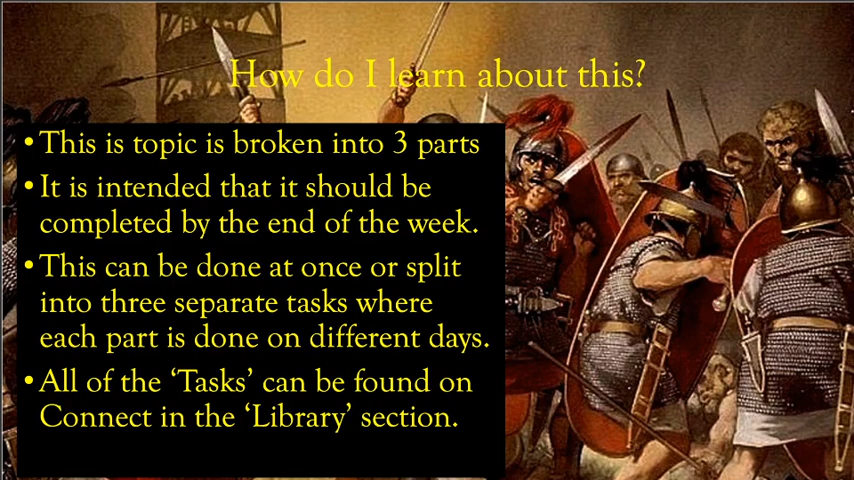 How do I learn about this?
• This is topic is broken into 3 parts
• It is intended that it should be
completed by the end of the week.
• This can be done at once or split
into three separate tasks where
each part is done on different days.
• All of the ‘Tasks’ can be found on
Connect in the ‘Library’ section.